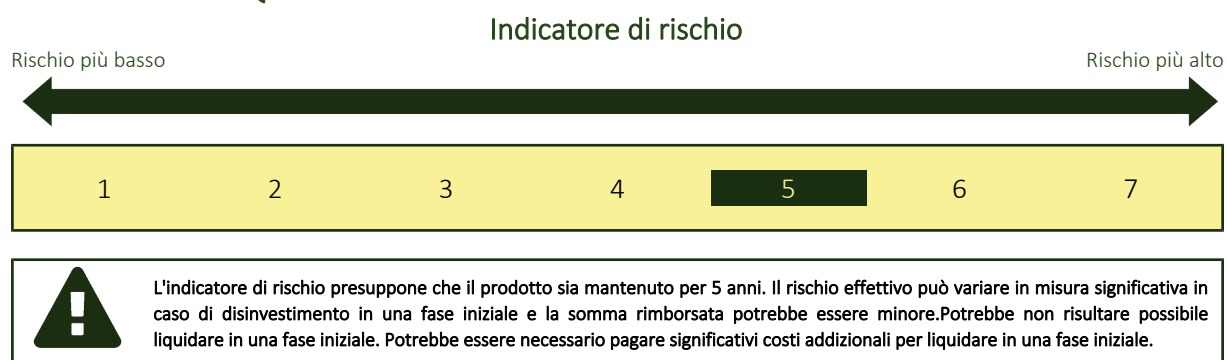 Indicatore di rischio
Rischio più basso
Rischio più alto
1 2 3 4 5 6 7
L'indicatore di rischio presuppone che il prodotto sia mantenuto per 5 anni. Il rischio effettivo può variare in misura significativa in
caso di disinvestimento in una fase iniziale e la somma rimborsata potrebbe essere minore.Potrebbe non risultare possibile
liquidare in una fase iniziale. Potrebbe essere necessario pagare significativi costi addizionali per liquidare in una fase iniziale.